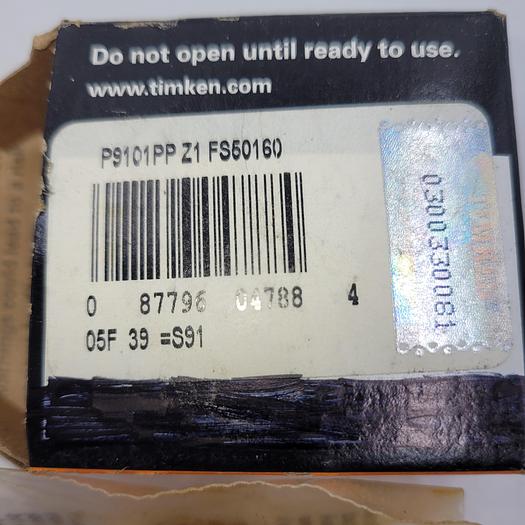 Do not open until ready to use.
www.timken.com
P9101PP Z1 FS50160
0 87796 04788 4
05F 39 =S91
0300330081